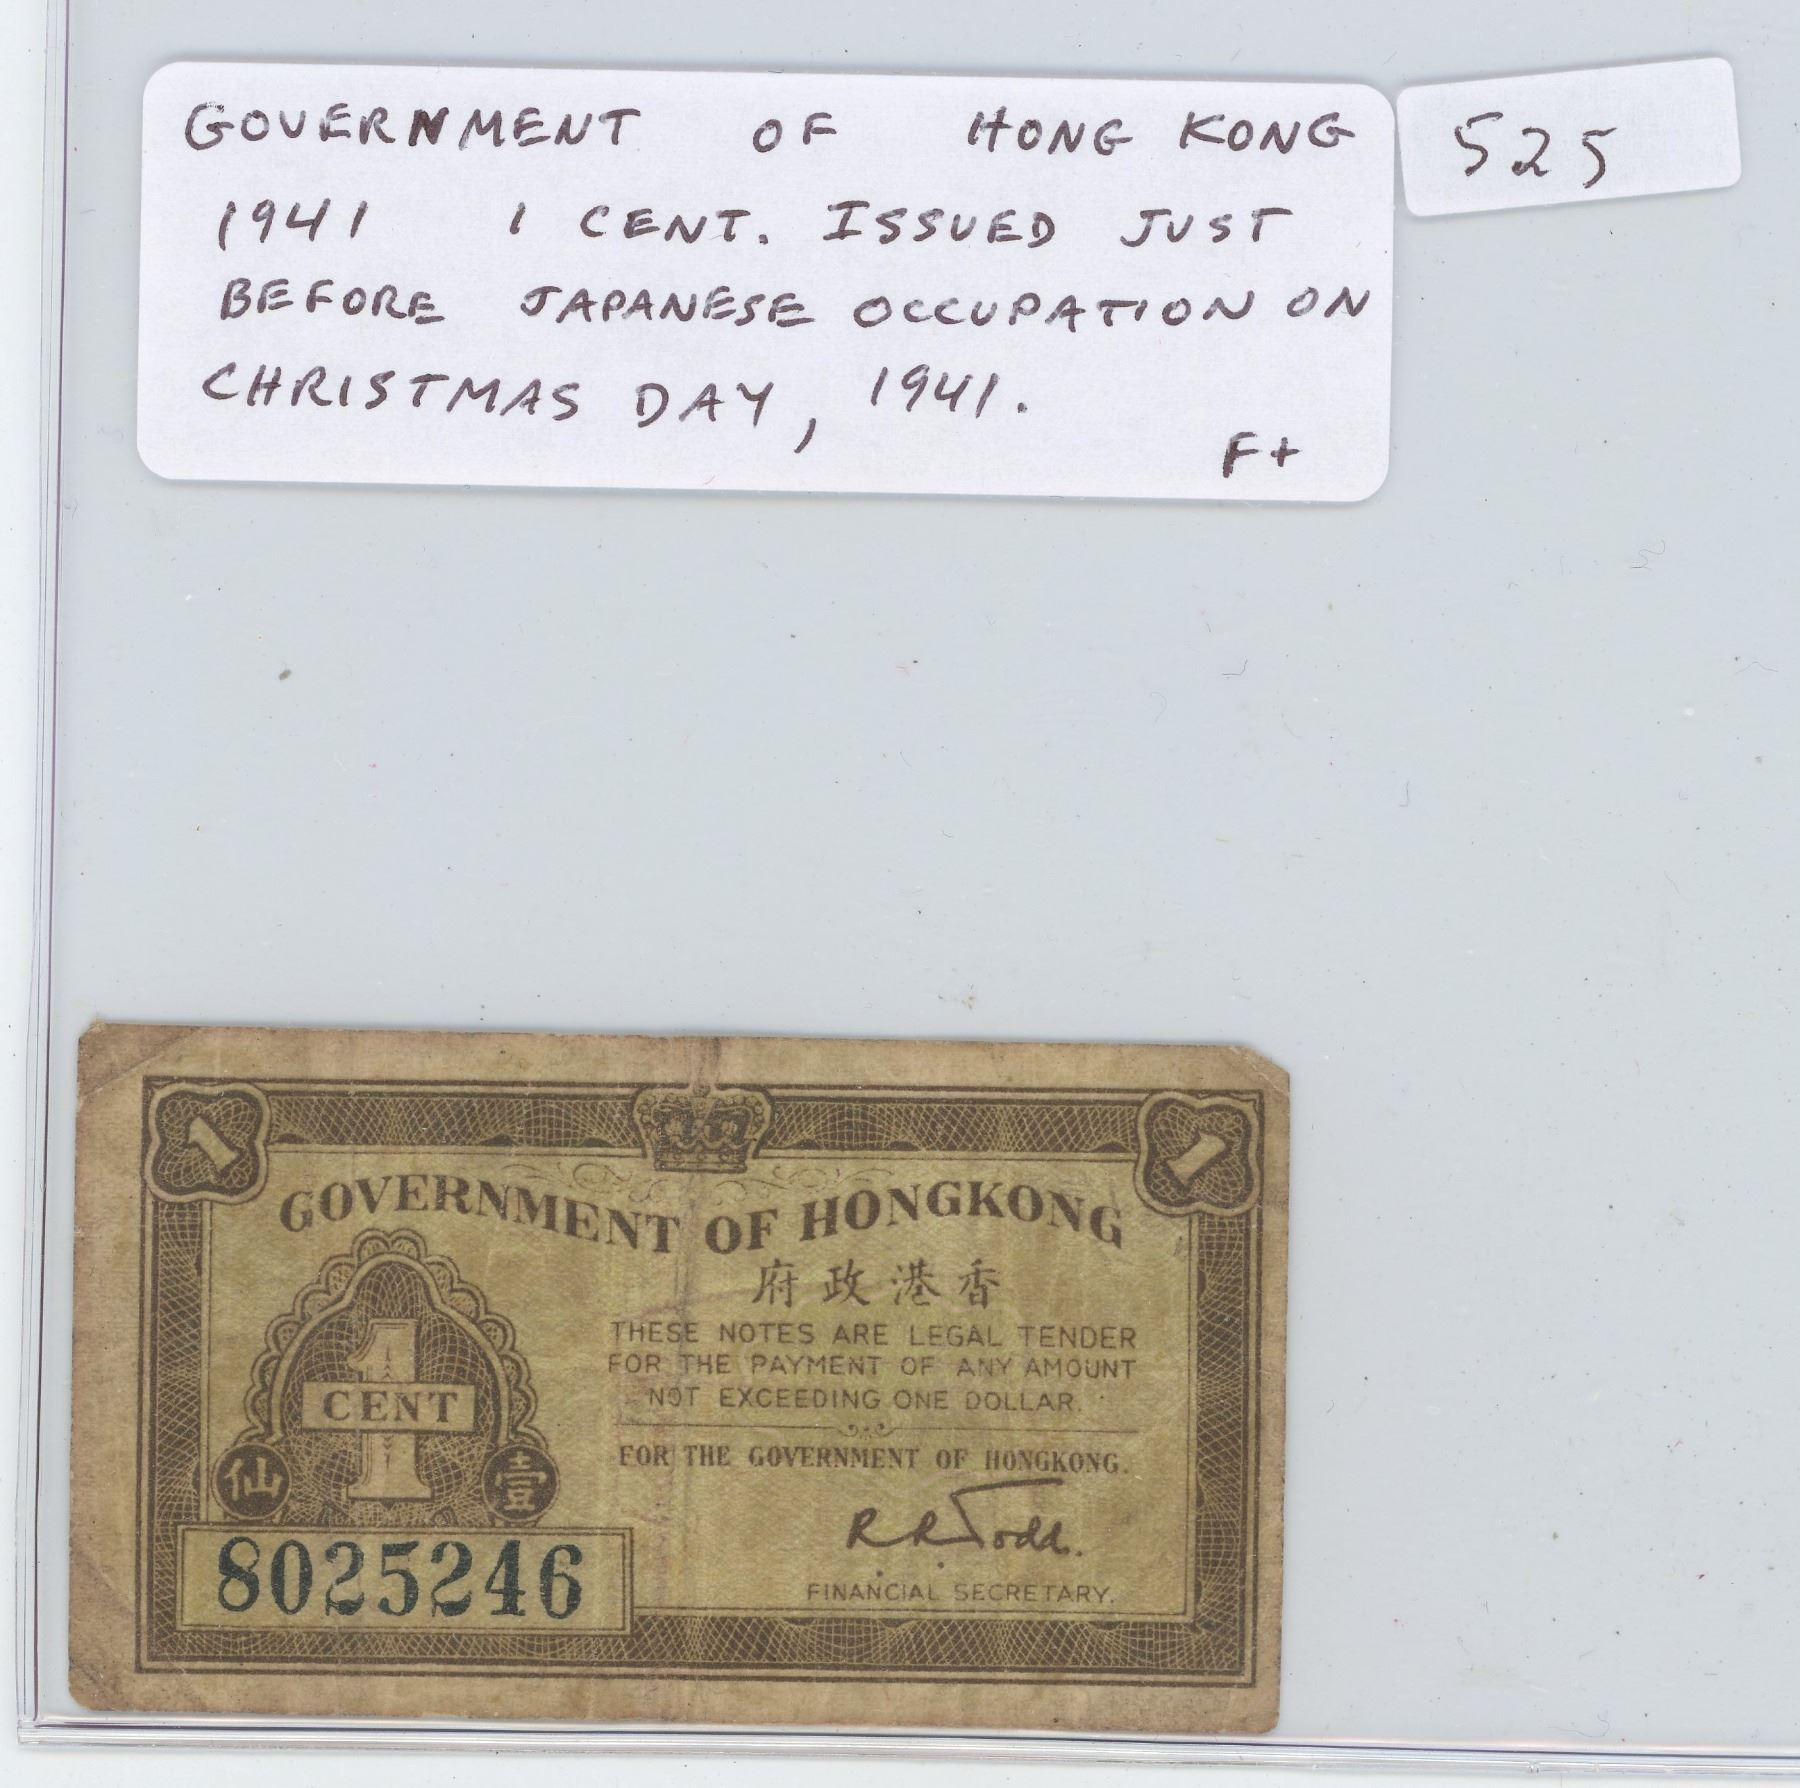 GOVERNMENT OF HONG KONG
1941 1 CENT. ISSUED JUST
BEFORE JAPANESE OCCUPATION ON
CHRISTMAS DAY, 1941.
F+
525
1
1
GOVERNMENT OF HONGKONG
府政港香
THESE NOTES ARE LEGAL TENDER
FOR THE PAYMENT OF ANY AMOUNT
NOT EXCEEDING ONE DOLLAR.
FOR THE GOVERNMENT OF HONGKONG.
R.R.Todd.
FINANCIAL SECRETARY.
1
CENT
仙 壹
8025246